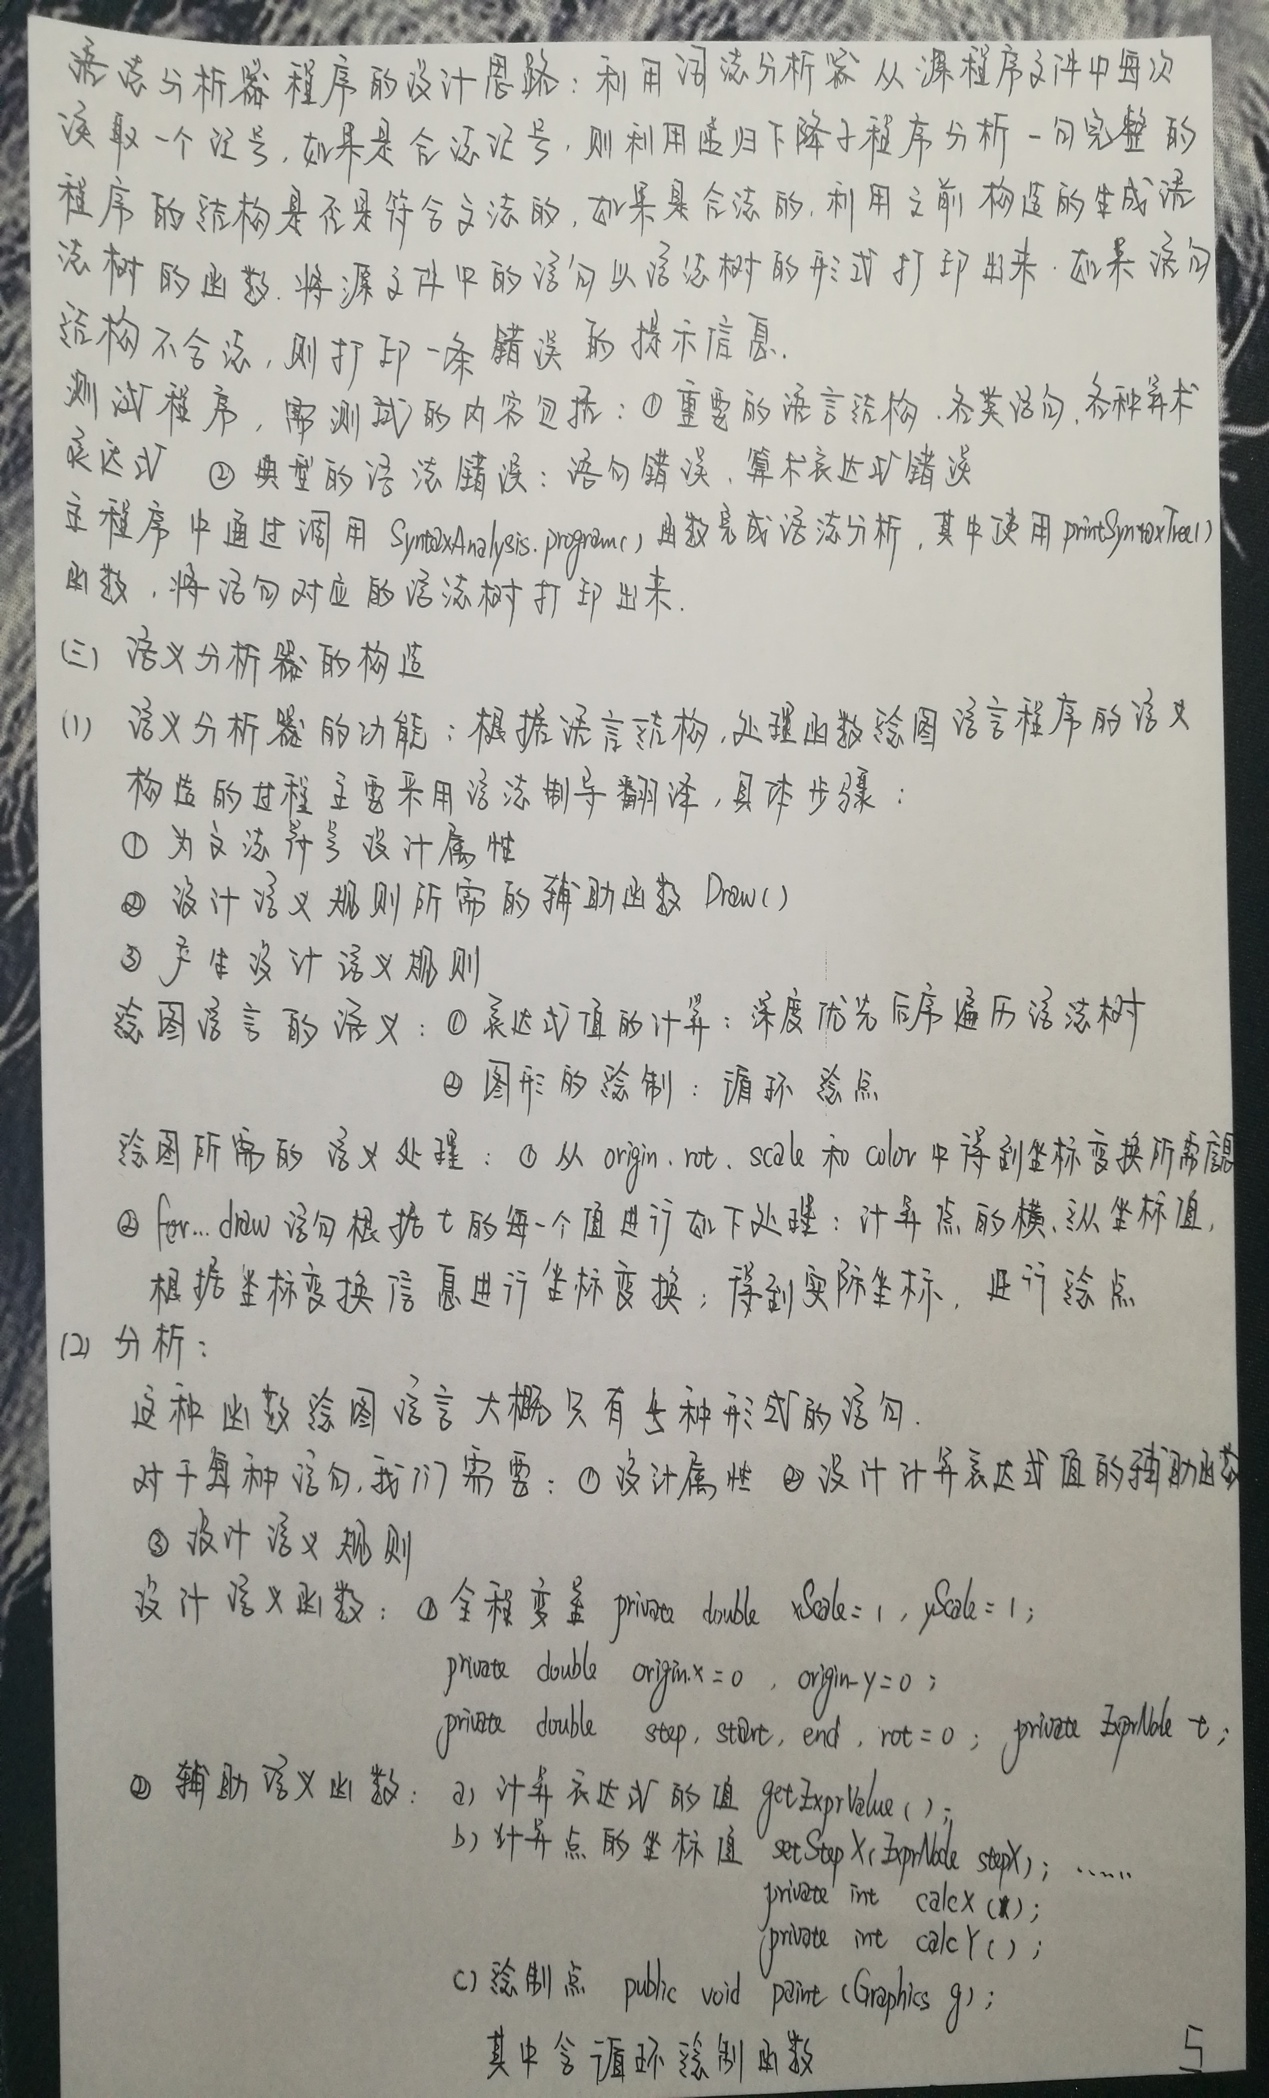 语法分析器程序的设计思路：利用词法分析器从源程序文件中每次
读取一个记号，如果是合法记号，则利用递归下降子程序分析一句完整的
程序的结构是否是符合文法的，如果是合法的，利用之前构造的生成语
法树的函数，将源文件中的语句以语法树的形式打印出来．如果语句
结构不合法，则打印一条错误的提示信息．
测试程序，需测试的内容包括：①重要的语言结构、各类语句、各种算术
表达式 ②典型的语法错误：语句错误、算术表达式错误
主程序中通过调用 SyntaxAnalysis.program()函数完成语法分析，其中使用printSyntaxTree()
函数，将语句对应的语法树打印出来．
(三) 语义分析器的构造
(1) 语义分析器的功能：根据语言结构，处理函数绘图语言程序的语义
构造的过程主要采用语法制导翻译，具体步骤：
①为文法符号设计属性
②设计语义规则所需的辅助函数 Draw()
③产生设计语义规则
绘图语言的语义：①表达式值的计算：深度优先后序遍历语法树
②图形的绘制：循环绘点
绘图所需的语义处理：①从 origin、rot、scale 和 color 中得到坐标变换所需信息
②for...draw 语句根据 t 的每一个值进行如下处理：计算点的横、纵坐标值，
根据坐标变换信息进行坐标变换；得到实际坐标，进行绘点
(2) 分析：
这种函数绘图语言大概只有5种形式的语句．
对于每种语句，我们需要：①设计属性 ②设计计算表达式值的辅助函数
③设计语义规则
设计语义函数：①全程变量 private double xScale=1, yScale=1;
private double origin.x=0, origin-y=0;
private double step, start, end, rot=0; private ExprNode t;
②辅助语义函数：a) 计算表达式的值 getExprValue();
b) 计算点的坐标值 setStepX(ExprNode stepX); ......
private int calcX();
private int calcY();
c) 绘制点 public void paint(Graphics g);
其中含循环绘制函数
5